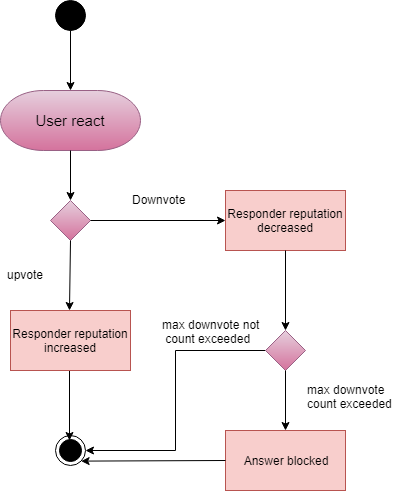 User react
Downvote
Responder reputation
decreased
upvote
Responder reputation
increased
max downvote not
count exceeded
max downvote
count exceeded
Answer blocked